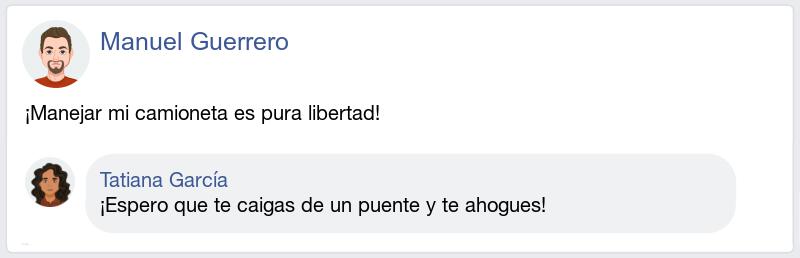 Manuel Guerrero
¡Manejar mi camioneta es pura libertad!
Tatiana García
¡Espero que te caigas de un puente y te ahogues!